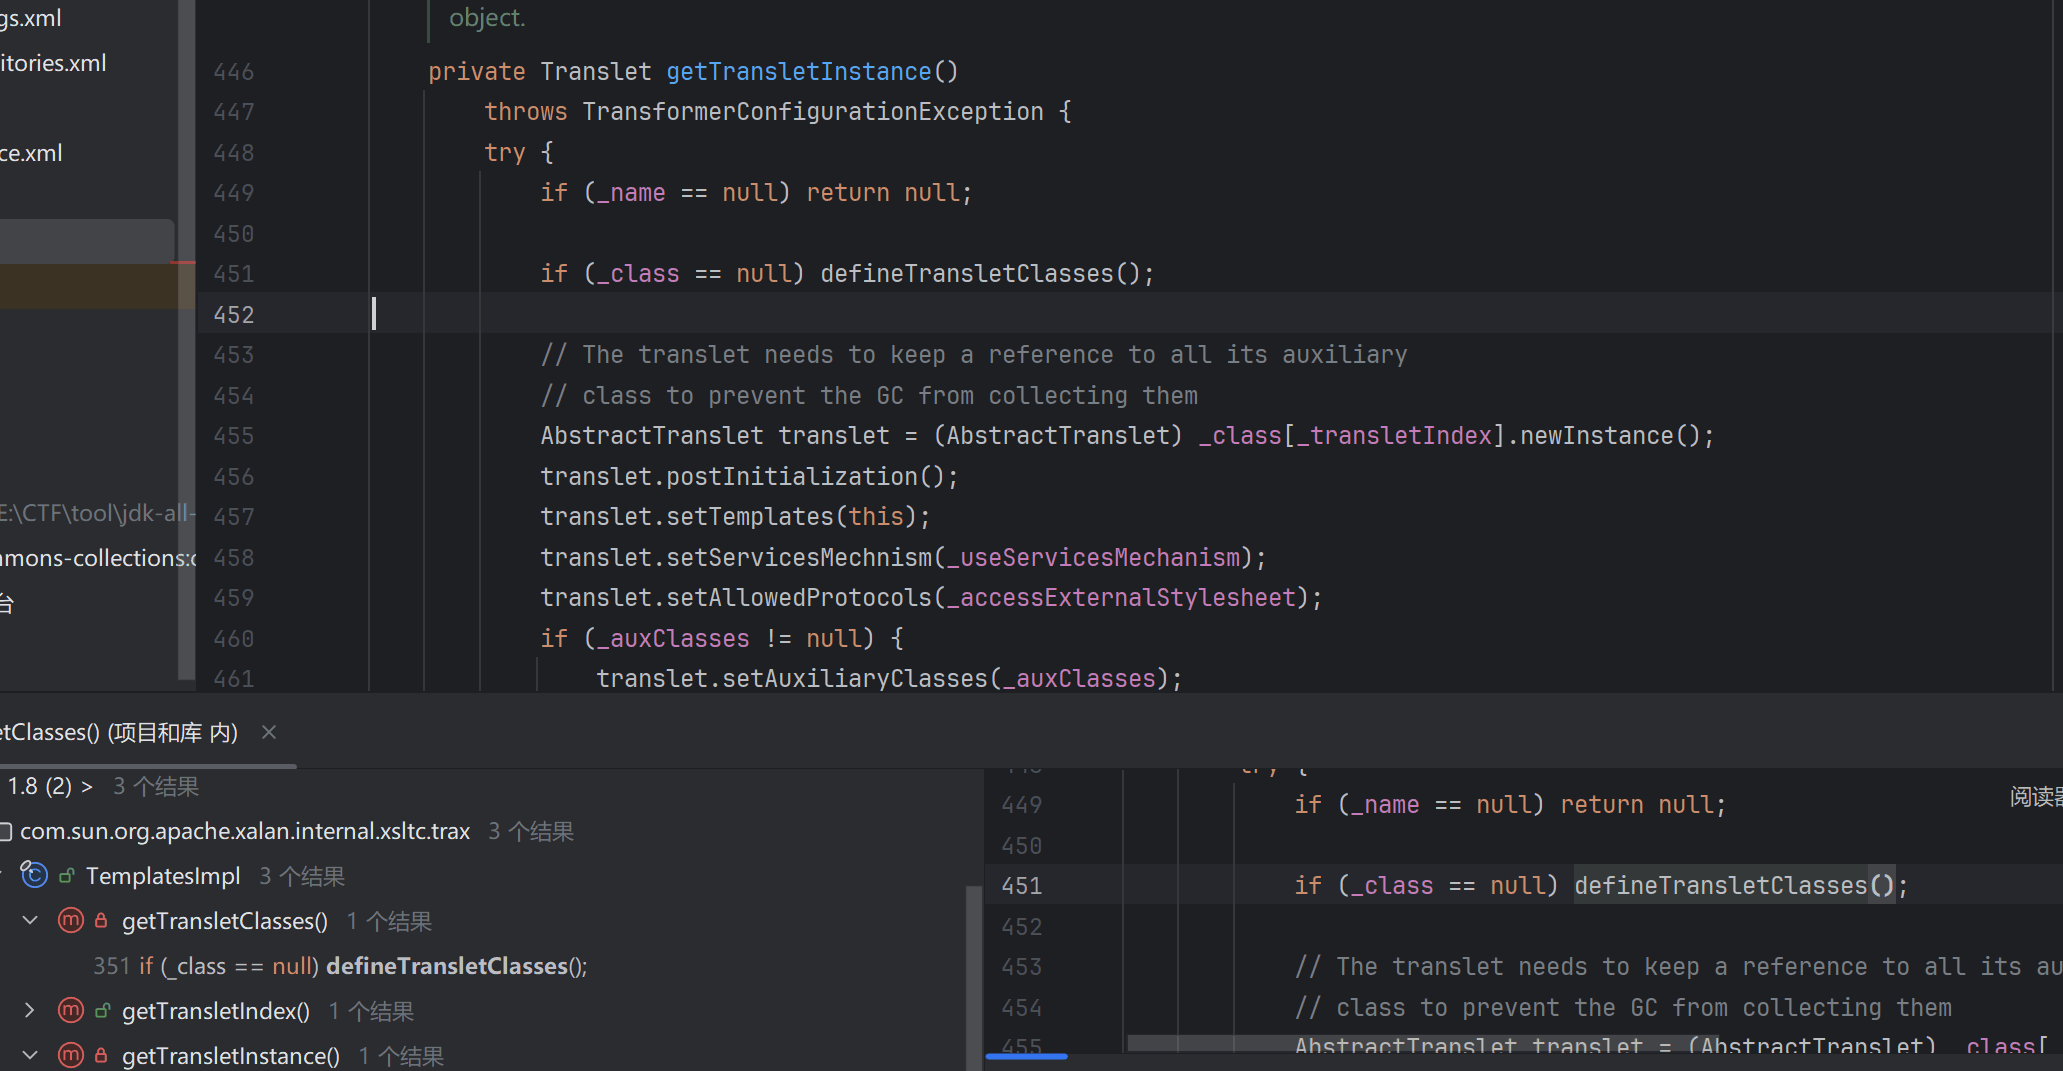 gs.xml
itories.xml
ce.xml
E:\CTF\tool\jdk-all-
mmons-collections:c
台
object.
446 private Translet getTransletInstance()
447 throws TransformerConfigurationException {
448 try {
449 if (_name == null) return null;
450
451 if (_class == null) defineTransletClasses();
452
453 // The translet needs to keep a reference to all its auxiliary
454 // class to prevent the GC from collecting them
455 AbstractTranslet translet = (AbstractTranslet) _class[_transletIndex].newInstance();
456 translet.postInitialization();
457 translet.setTemplates(this);
458 translet.setServicesMechnism(_useServicesMechanism);
459 translet.setAllowedProtocols(_accessExternalStylesheet);
460 if (_auxClasses != null) {
461 translet.setAuxiliaryClasses(_auxClasses);
etClasses() (项目和库 内) ×
1.8 (2) > 3 个结果
com.sun.org.apache.xalan.internal.xsltc.trax 3 个结果
TemplatesImpl 3 个结果
getTransletClasses() 1 个结果
351 if (_class == null) defineTransletClasses();
getTransletIndex() 1 个结果
getTransletInstance() 1 个结果
try {
449 if (_name == null) return null;
阅读器
450
451 if (_class == null) defineTransletClasses();
452
453 // The translet needs to keep a reference to all its au
454 // class to prevent the GC from collecting them
455 AbstractTranslet translet = (AbstractTranslet) _class[